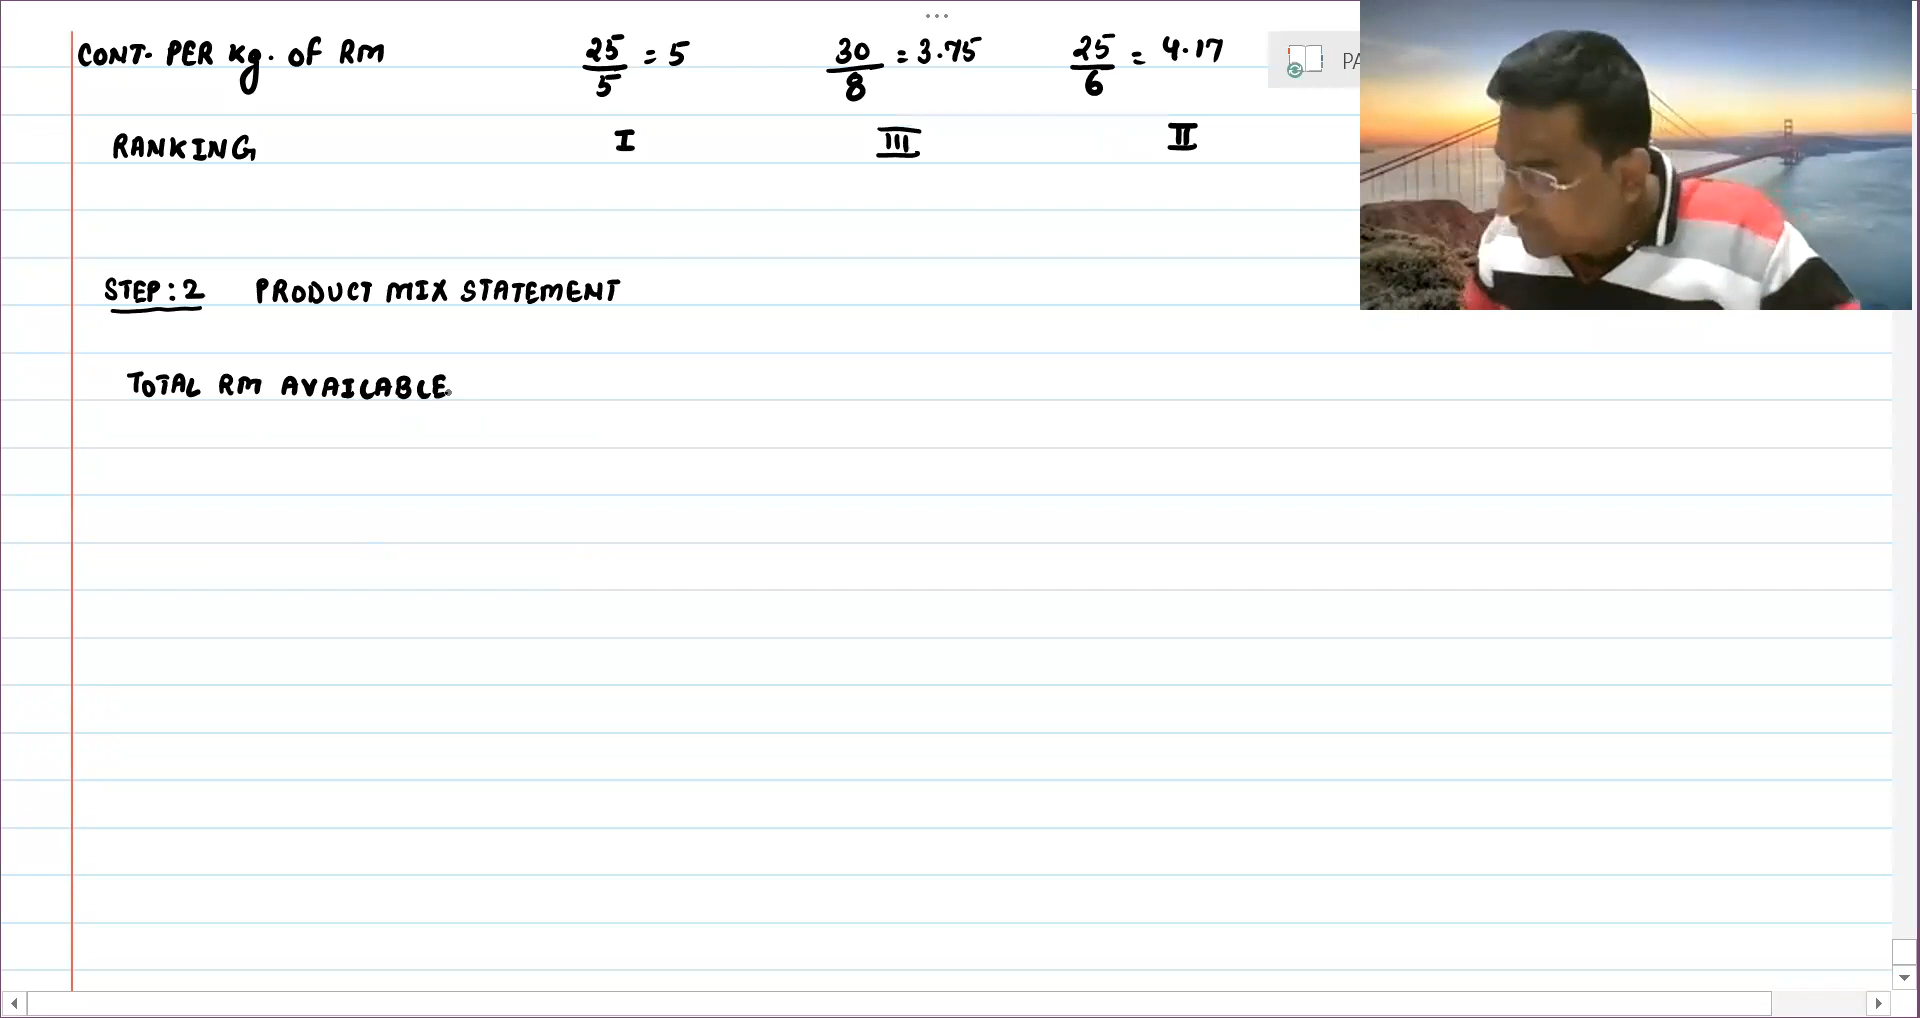 CONT. PER Kg. of RM 25/5 = 5 30/8 = 3.75 25/6 = 4.17
PA
RANKING I III II
STEP: 2 PRODUCT MIX STATEMENT
TOTAL RM AVAILABLE